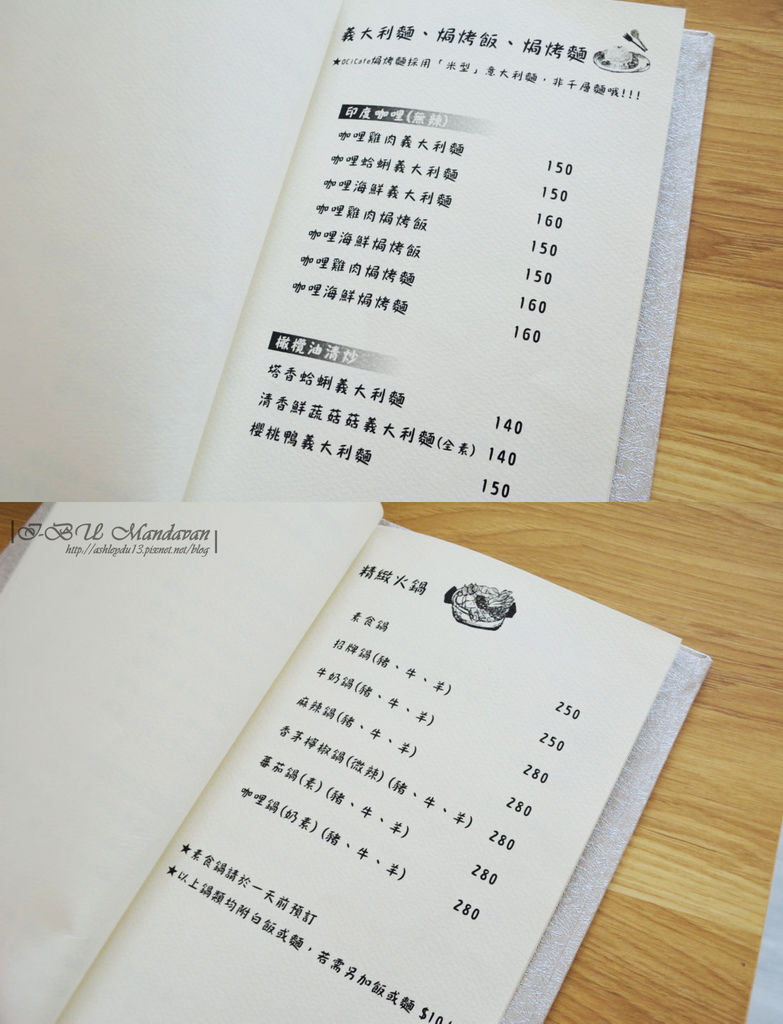 義大利麵、焗烤飯、焗烤麵
★OCiCafe焗烤麵採用「米型」意大利麵,非千層麵哦!!!
印度咖哩(無辣)
咖哩雞肉義大利麵 150
咖哩蛤蜊義大利麵 150
咖哩海鮮義大利麵 160
咖哩雞肉焗烤飯 150
咖哩海鮮焗烤飯 150
咖哩雞肉焗烤麵 160
咖哩海鮮焗烤麵 160
橄欖油清炒
塔香蛤蜊義大利麵 140
清香鮮蔬菇菇義大利麵(全素) 140
櫻桃鴨義大利麵 150
I-BU Mandavan
http://ashleydu13.pixnet.net/blog
精緻火鍋
素食鍋 250
招牌鍋(豬、牛、羊) 250
牛奶鍋(豬、牛、羊) 280
麻辣鍋(豬、牛、羊) 280
香茅檸椒鍋(微辣)(豬、牛、羊) 280
蕃茄鍋(素)(豬、牛、羊) 280
咖哩鍋(奶素)(豬、牛、羊) 280
★素食鍋請於一天前預訂
★以上鍋類均附白飯或麵,若需另加飯或麵 $10